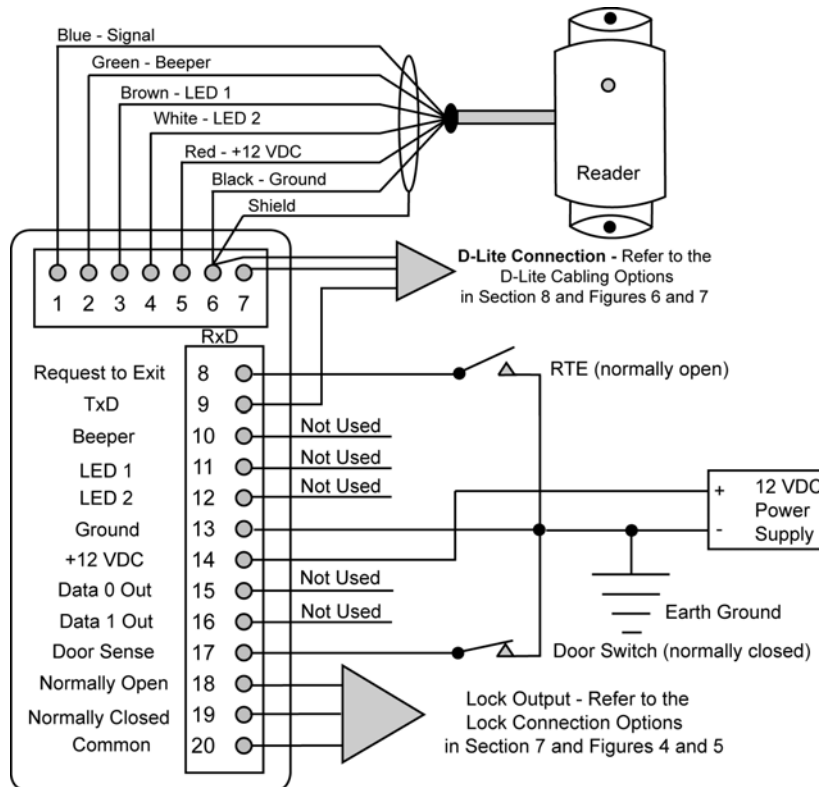 Blue - Signal
Green - Beeper
Brown - LED 1
White - LED 2
Red - +12 VDC
Black - Ground
Shield
Reader
D-Lite Connection - Refer to the
D-Lite Cabling Options
in Section 8 and Figures 6 and 7
1 2 3 4 5 6 7
RxD
Request to Exit 8
RTE (normally open)
TxD 9
Beeper 10 Not Used
LED 1 11 Not Used
LED 2 12 Not Used
Ground 13
+12 VDC 14
+ 12 VDC
Power
- Supply
Data 0 Out 15 Not Used
Data 1 Out 16 Not Used
Earth Ground
Door Sense 17
Door Switch (normally closed)
Normally Open 18
Normally Closed 19
Common 20
Lock Output - Refer to the
Lock Connection Options
in Section 7 and Figures 4 and 5